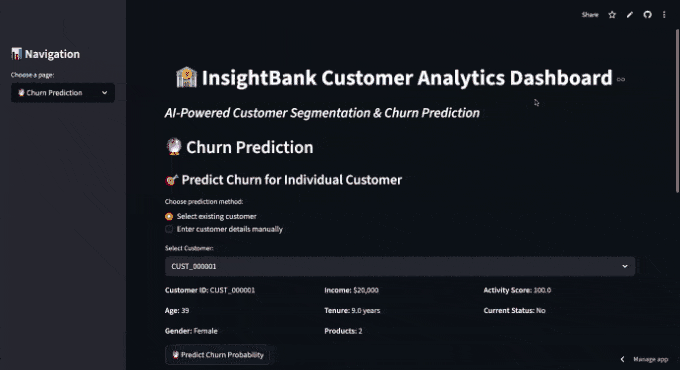 Share
Navigation
Choose a page:
Churn Prediction
InsightBank Customer Analytics Dashboard
AI-Powered Customer Segmentation & Churn Prediction
Churn Prediction
Predict Churn for Individual Customer
Choose prediction method:
Select existing customer
Enter customer details manually
Select Customer:
CUST_000001
Customer ID: CUST_000001 Income: $20,000 Activity Score: 100.0
Age: 39 Tenure: 9.0 years Current Status: No
Gender: Female Products: 2
Predict Churn Probability
Manage app